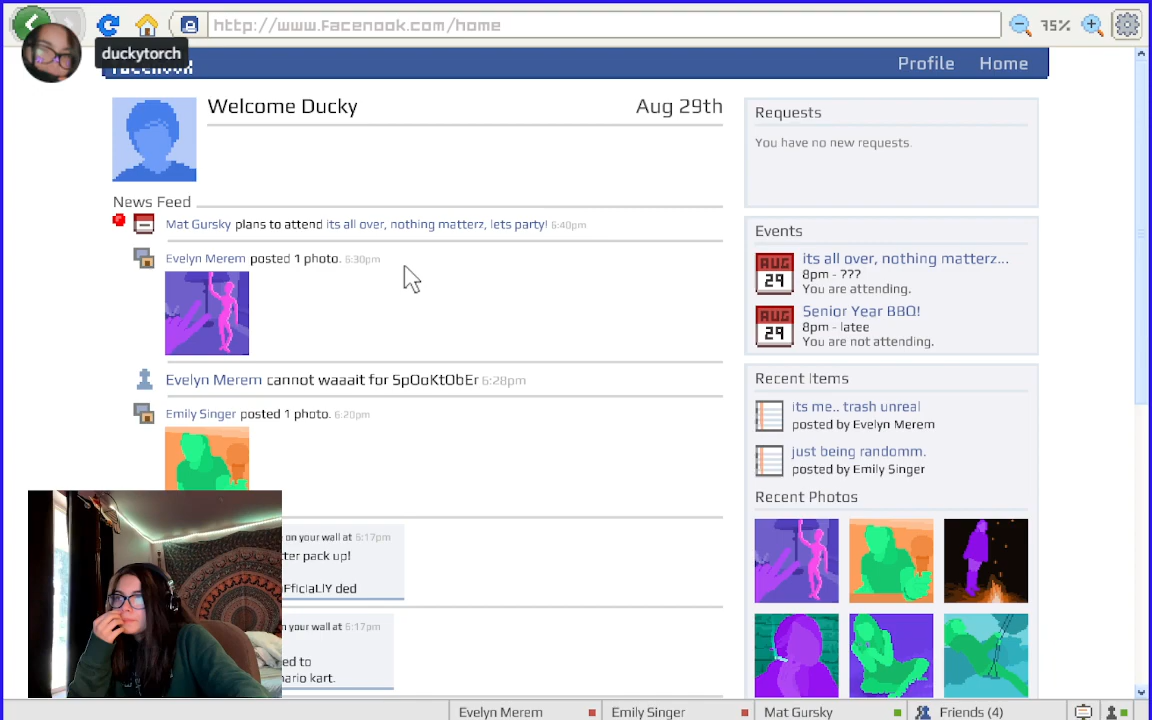 http://www.Facenook.com/home
75%
duckytorch
Facenook
Profile Home
Welcome Ducky
Aug 29th
News Feed
Mat Gursky plans to attend its all over, nothing matterz, lets party! 6:40pm
Evelyn Merem posted 1 photo. 6:30pm
Evelyn Merem cannot waaait for SpOoKtObEr 6:28pm
Emily Singer posted 1 photo. 6:20pm
on your wall at 6:17pm
ter pack up!
FficiaLlY ded
on your wall at 6:17pm
ed to
mario kart.
Requests
You have no new requests.
Events
AUG 29
its all over, nothing matterz...
8pm - ???
You are attending.
AUG 29
Senior Year BBQ!
8pm - latee
You are not attending.
Recent Items
its me.. trash unreal
posted by Evelyn Merem
just being randomm.
posted by Emily Singer
Recent Photos
Evelyn Merem
Emily Singer
Mat Gursky
Friends (4)